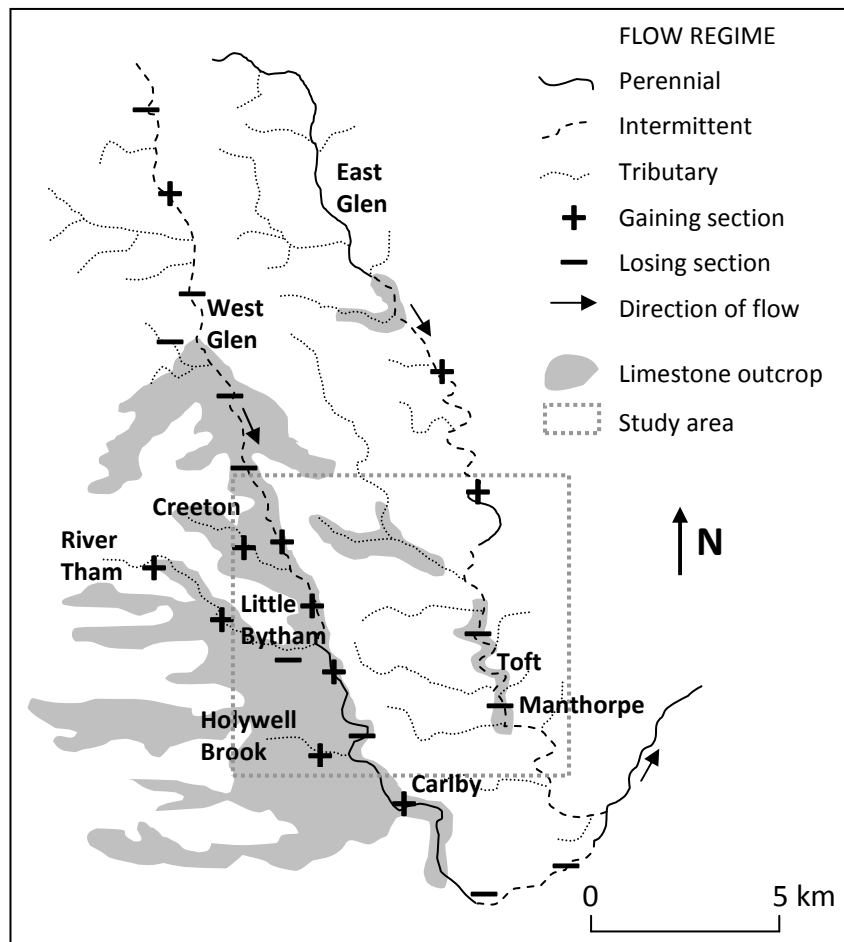 FLOW REGIME
Perennial
Intermittent
Tributary
Gaining section
Losing section
Direction of flow
Limestone outcrop
Study area
East
Glen
West
Glen
Creeton
River
Tham
Little
Bytham
Toft
Manthorpe
Holywell
Brook
Carlby
N
0 5 km